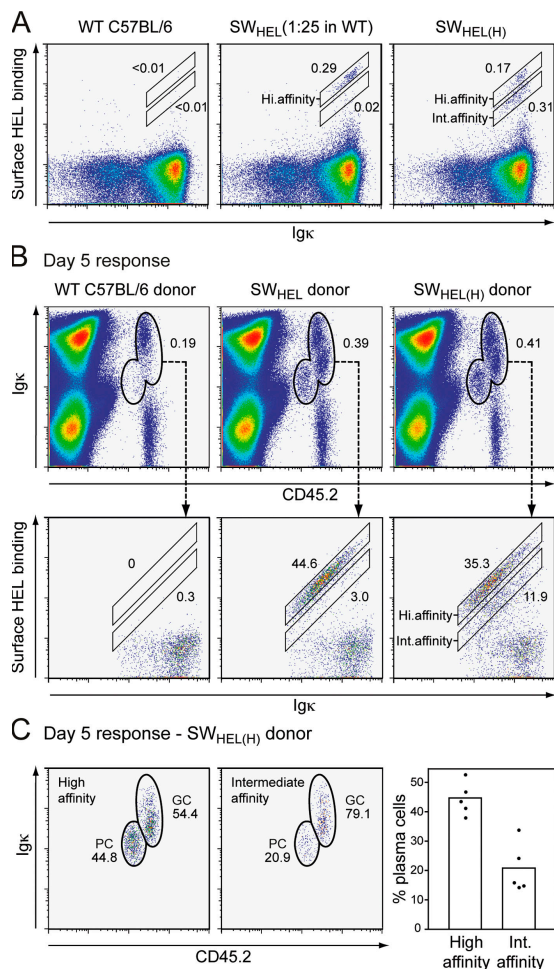 A
WT C57BL/6
SWHEL(1:25 in WT)
SWHEL(H)
Surface HEL binding
<0.01
<0.01
0.29
Hi.affinity
0.02
0.17
Hi.affinity
Int.affinity
0.31
Igκ
B Day 5 response
WT C57BL/6 donor
SWHEL donor
SWHEL(H) donor
Igκ
0.19
0.39
0.41
CD45.2
Surface HEL binding
0
0.3
44.6
3.0
35.3
11.9
Hi.affinity
Int.affinity
Igκ
C Day 5 response - SWHEL(H) donor
Igκ
High
affinity
GC
54.4
PC
44.8
Intermediate
affinity
GC
79.1
PC
20.9
CD45.2
% plasma cells
50
40
30
20
10
0
High
affinity
Int.
affinity